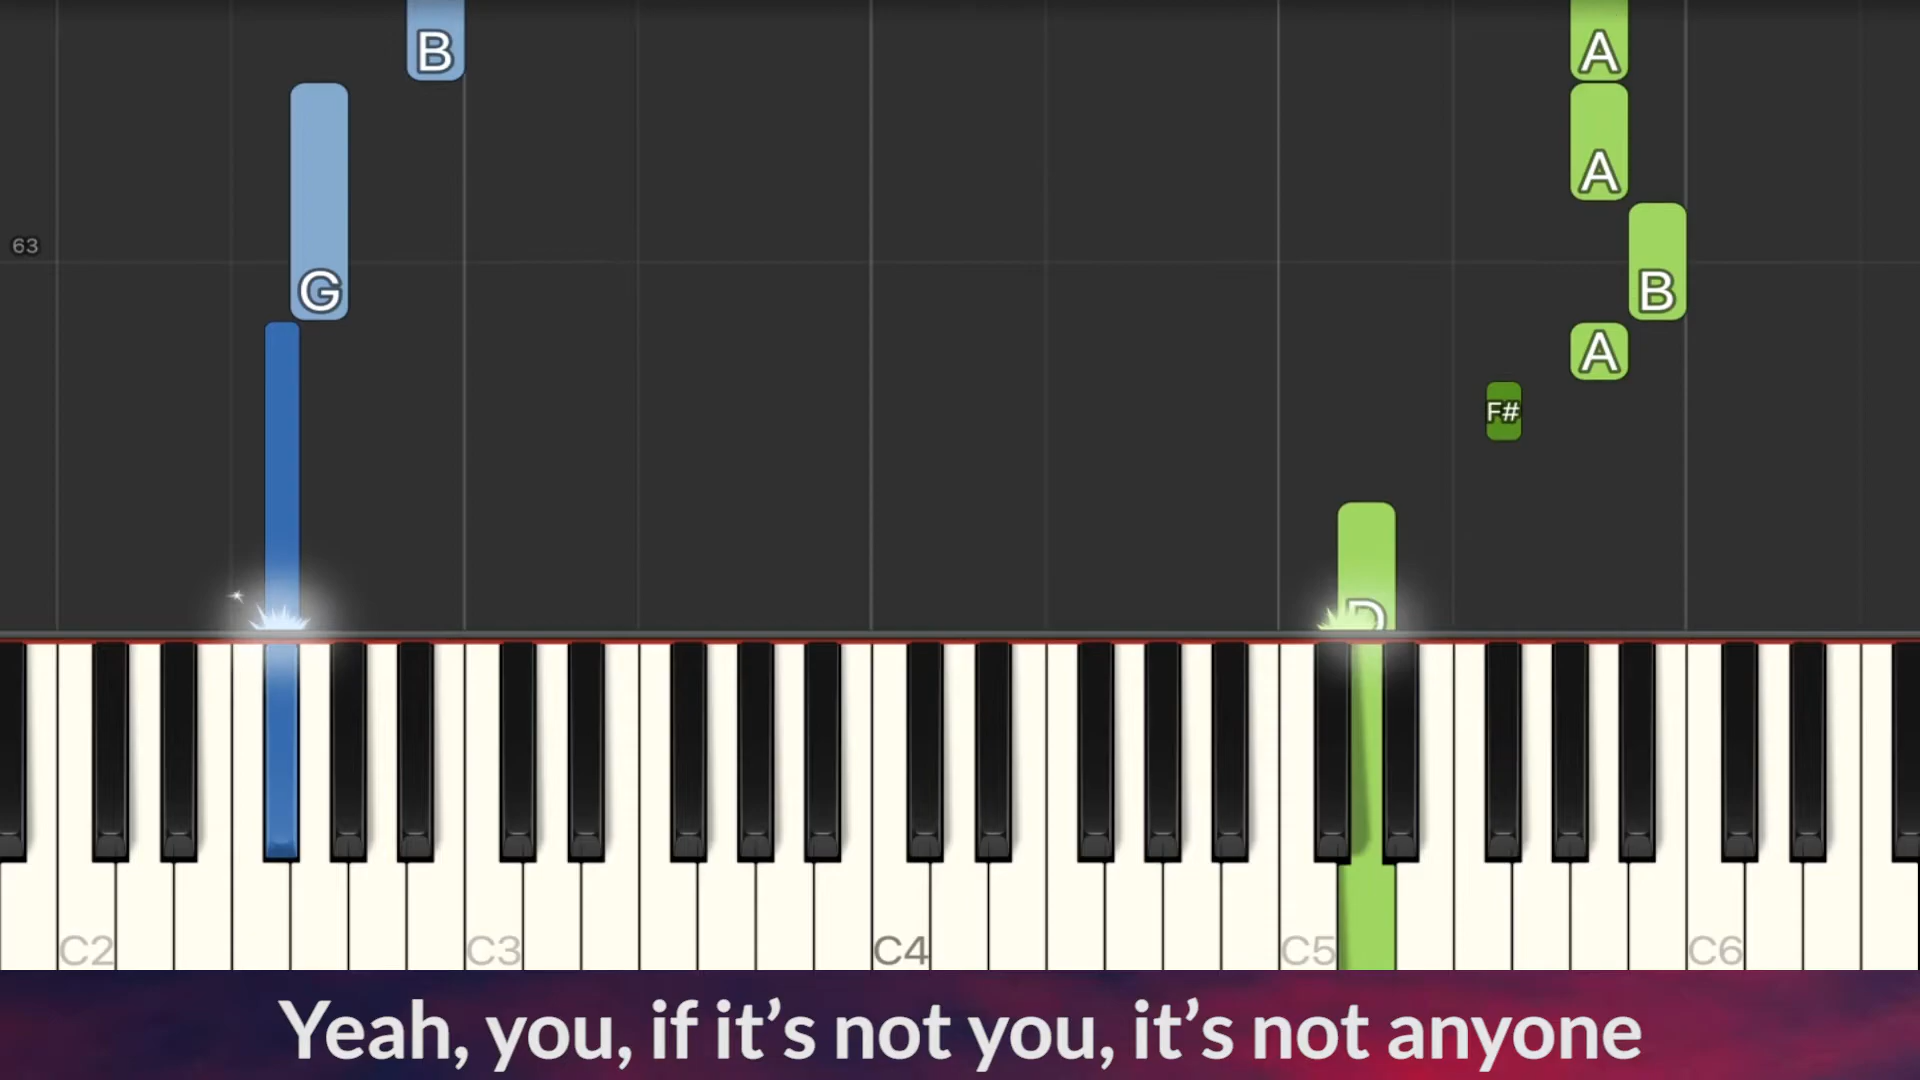 B
A
A
63
G
B
A
F#
D
C2
C3
C4
C5
C6
Yeah, you, if it’s not you, it’s not anyone